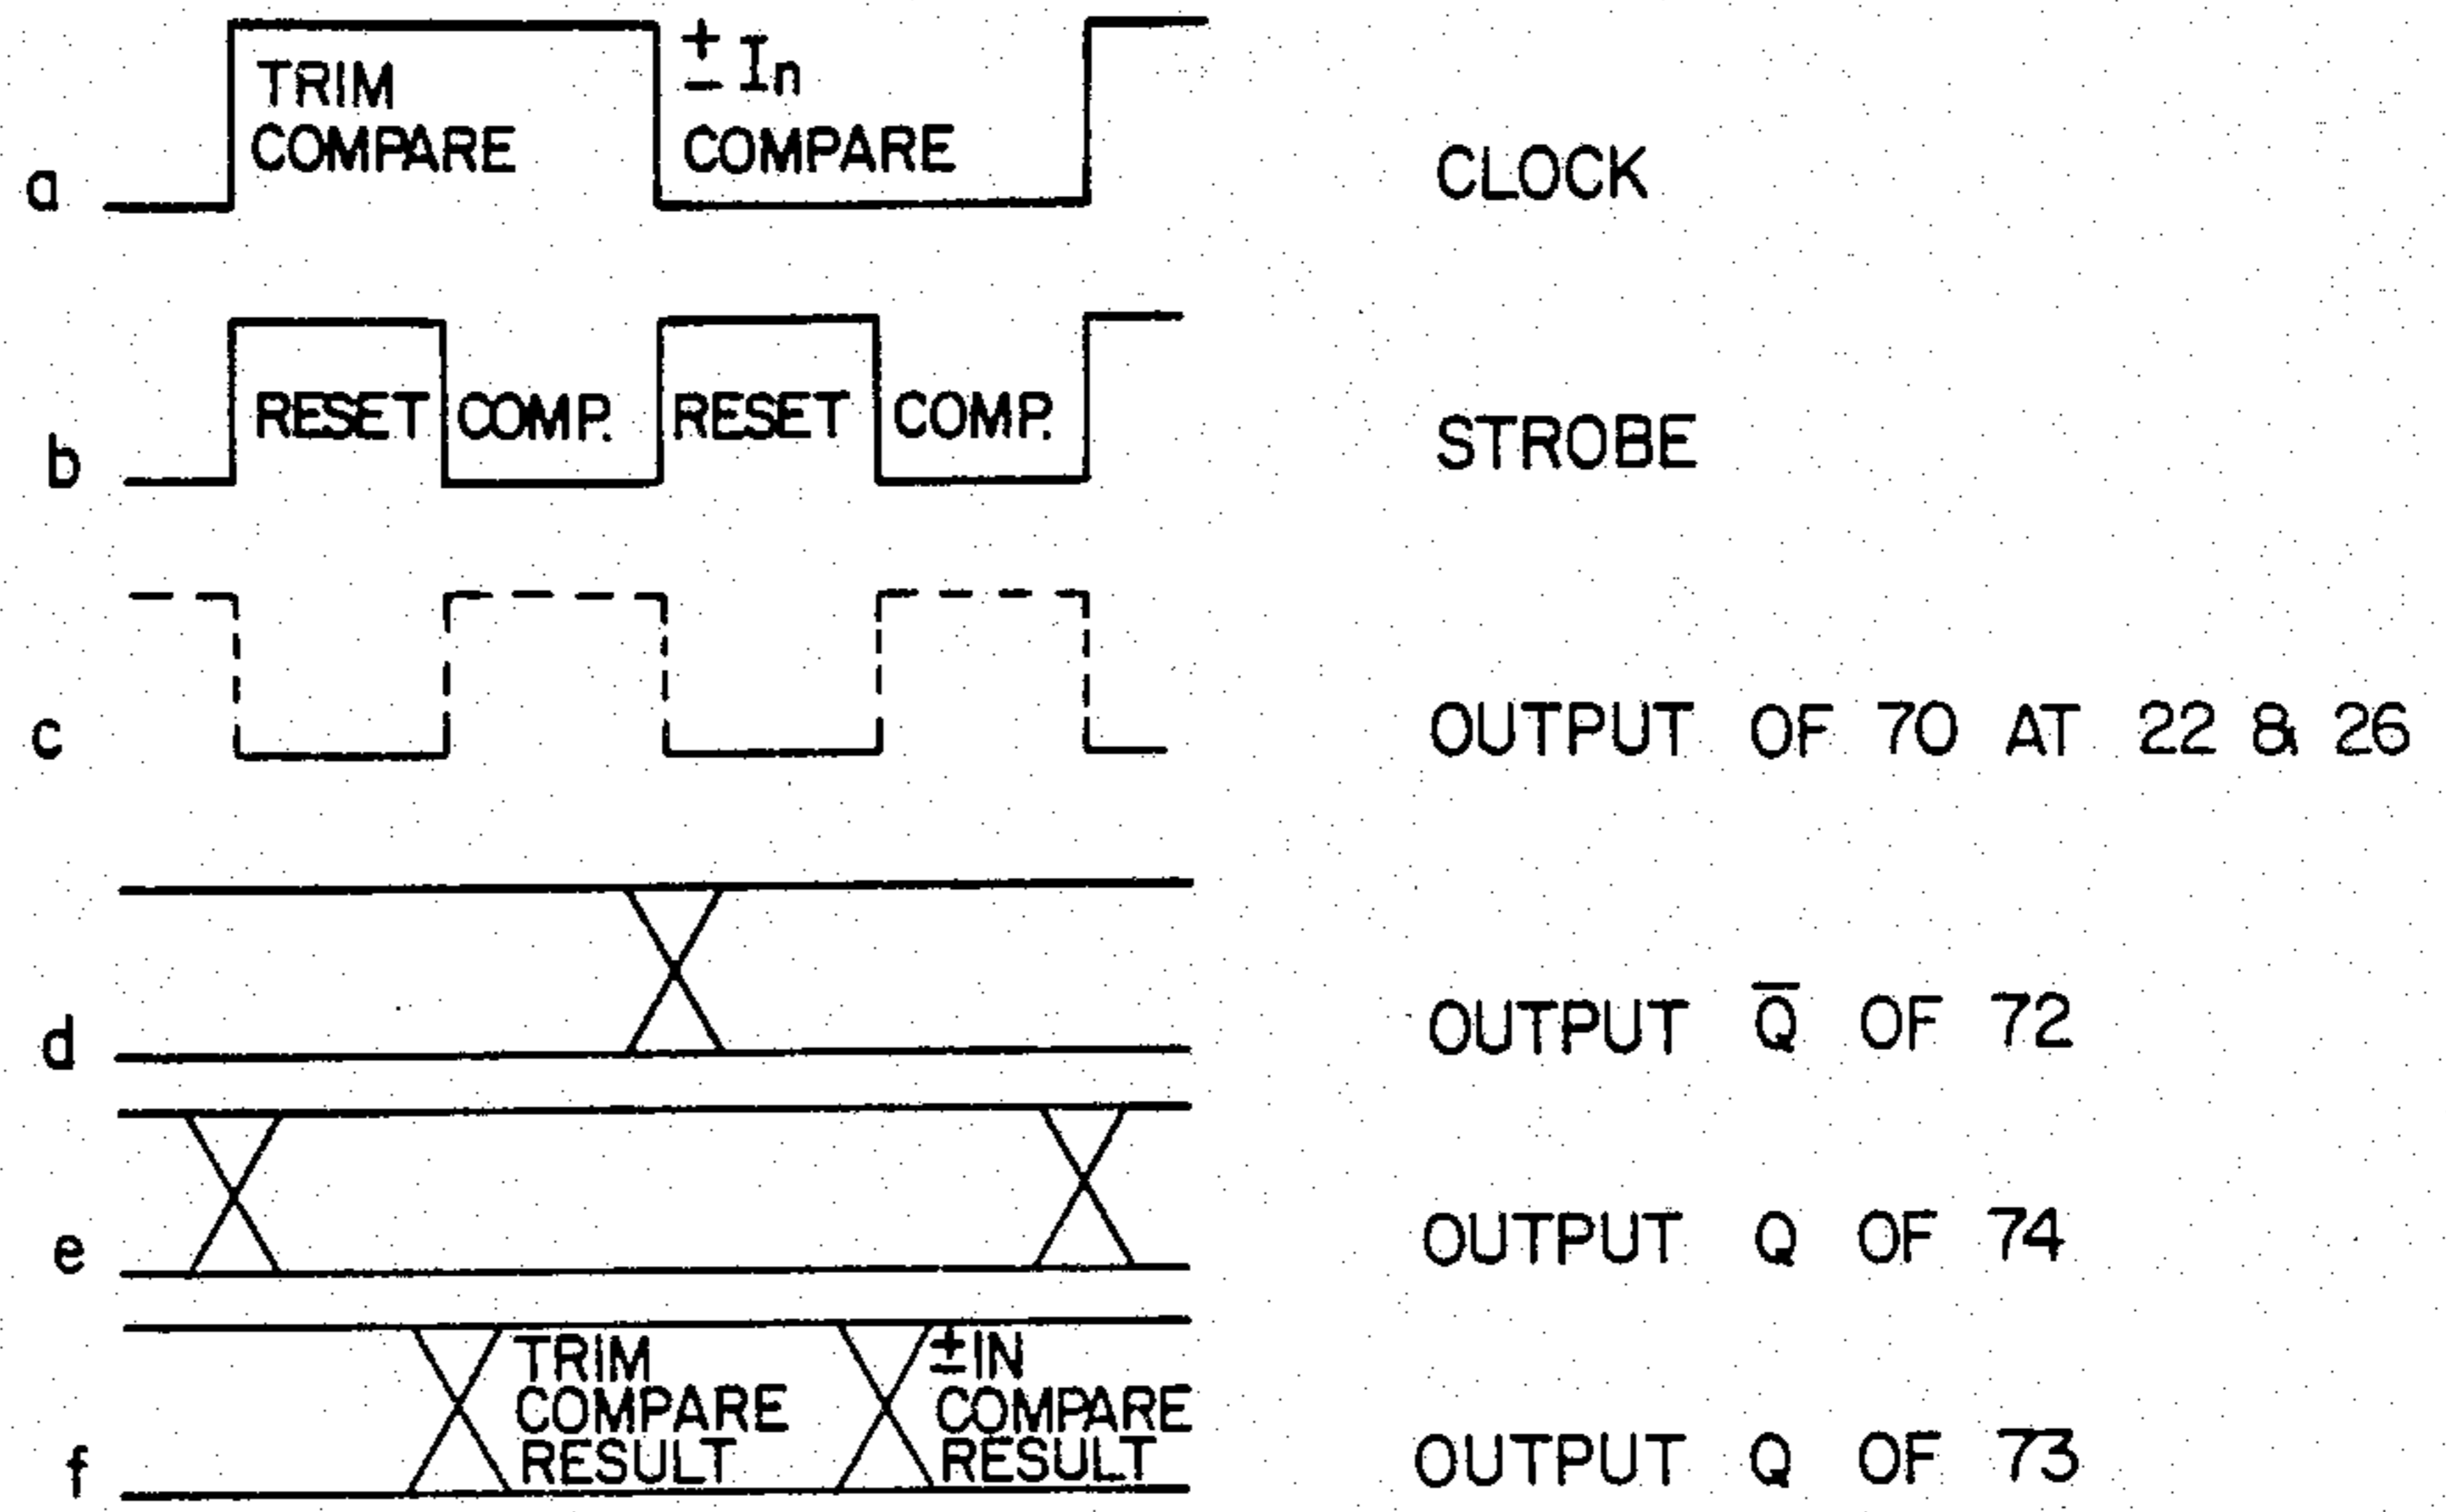 TRIM
COMPARE
± In
COMPARE
a
CLOCK
RESET COMP. RESET COMP.
b
STROBE
c
OUTPUT OF 70 AT 22 & 26
d
OUTPUT Q̅ OF 72
e
OUTPUT Q OF 74
TRIM
COMPARE
RESULT
±IN
COMPARE
RESULT
f
OUTPUT Q OF 73